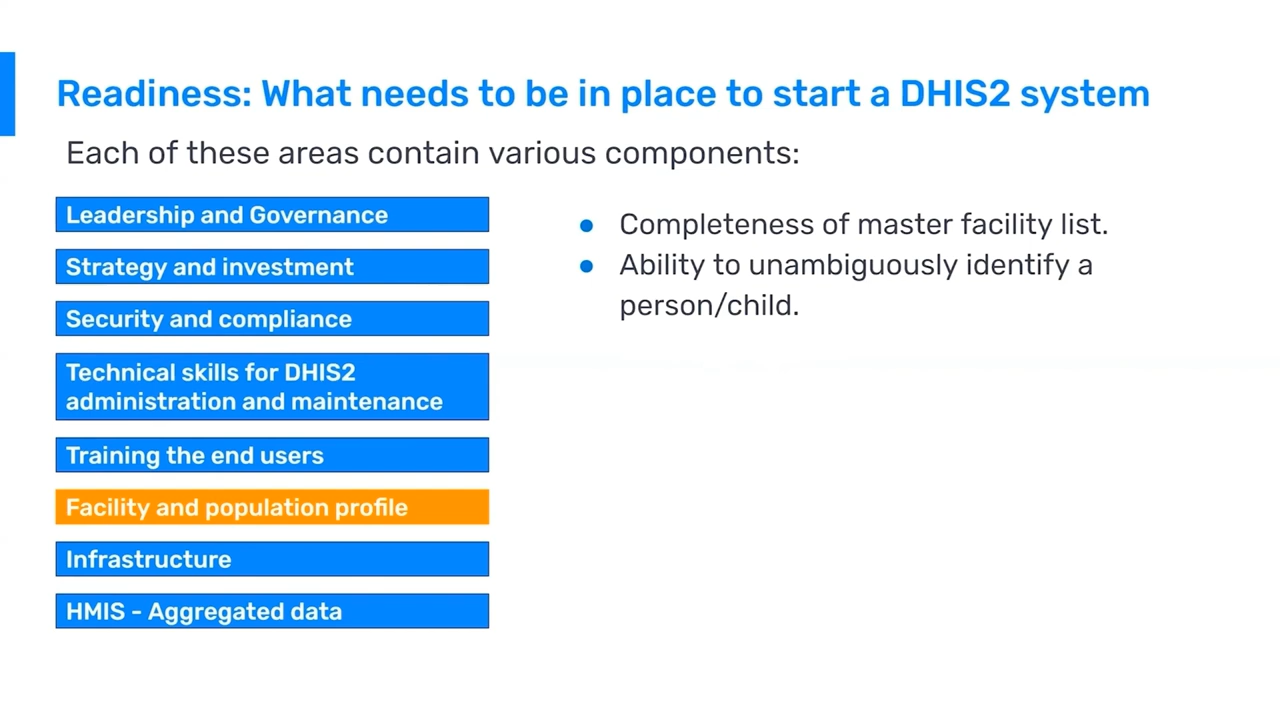 Readiness: What needs to be in place to start a DHIS2 system
Each of these areas contain various components:
Leadership and Governance
Strategy and investment
Security and compliance
Technical skills for DHIS2
administration and maintenance
Training the end users
Facility and population profile
Infrastructure
HMIS - Aggregated data
● Completeness of master facility list.
● Ability to unambiguously identify a
person/child.